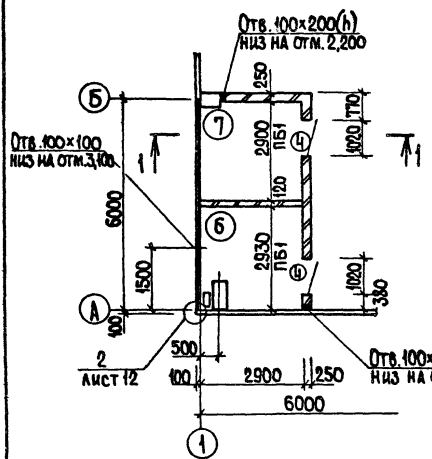 Отв. 100×200(h)
низ на отм. 2,200
Б
250
7
770
Отв. 100×100
низ на отм. 3,100
1
2900
ПБ1
4
1020
1
6000
120
6
1500
2930
ПБ1
4
1020
380
А
100
500
2
лист 12
100
2900
250
Отв. 100×
низ на
6000
1